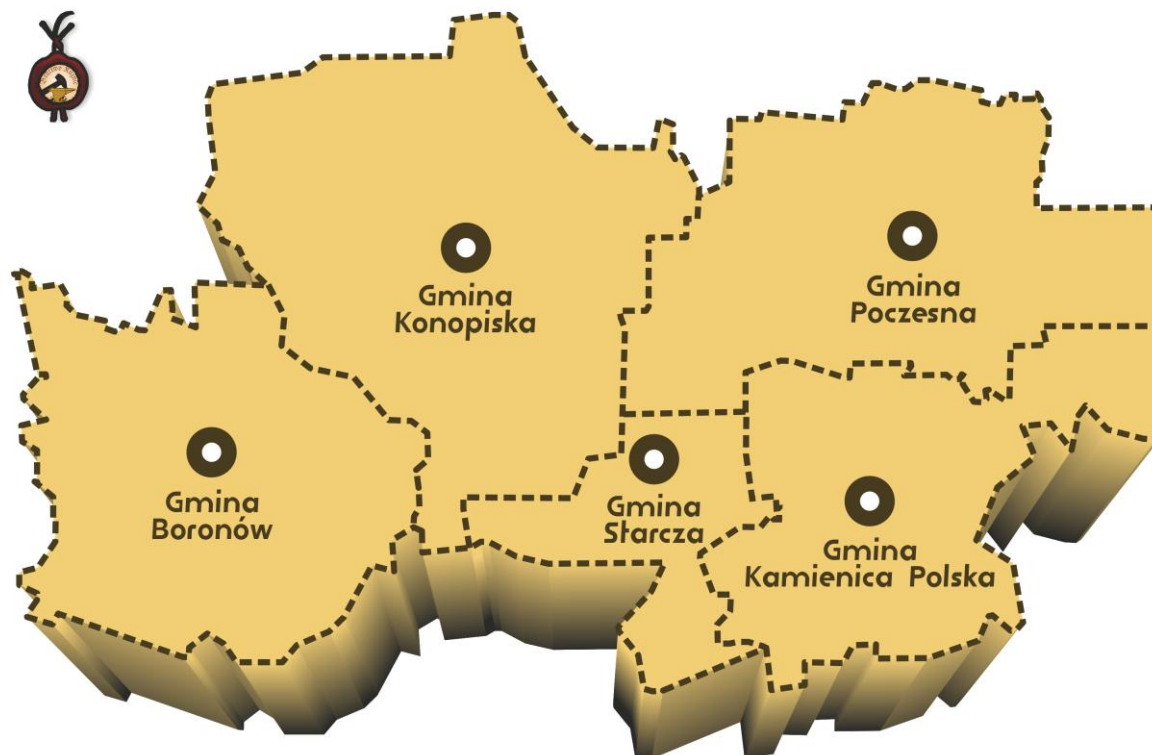 Gmina
Konopiska
Gmina
Poczesna
Gmina
Boronów
Gmina
Starcza
Gmina
Kamienica Polska